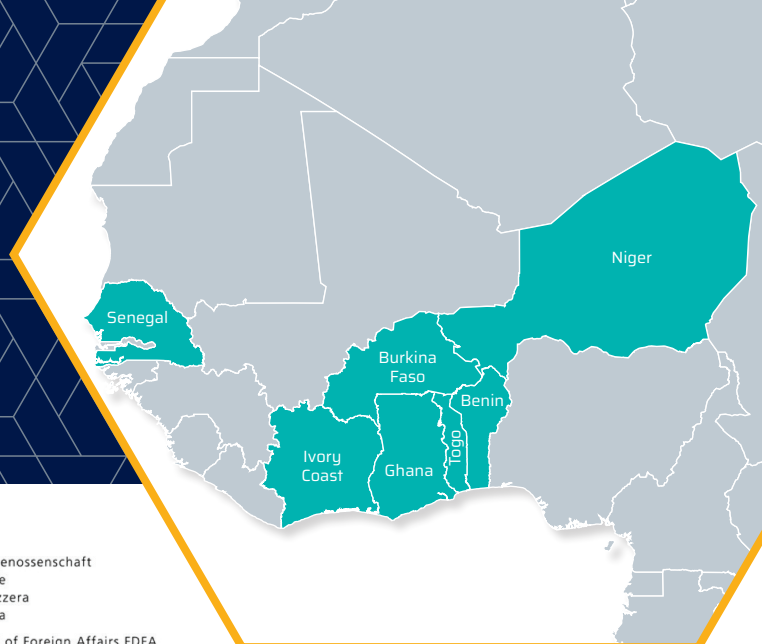 Niger
Senegal
Burkina
Faso
Benin
Togo
Ivory
Coast
Ghana
enossenschaft
e
zzera
a
of Foreign Affairs FDFA